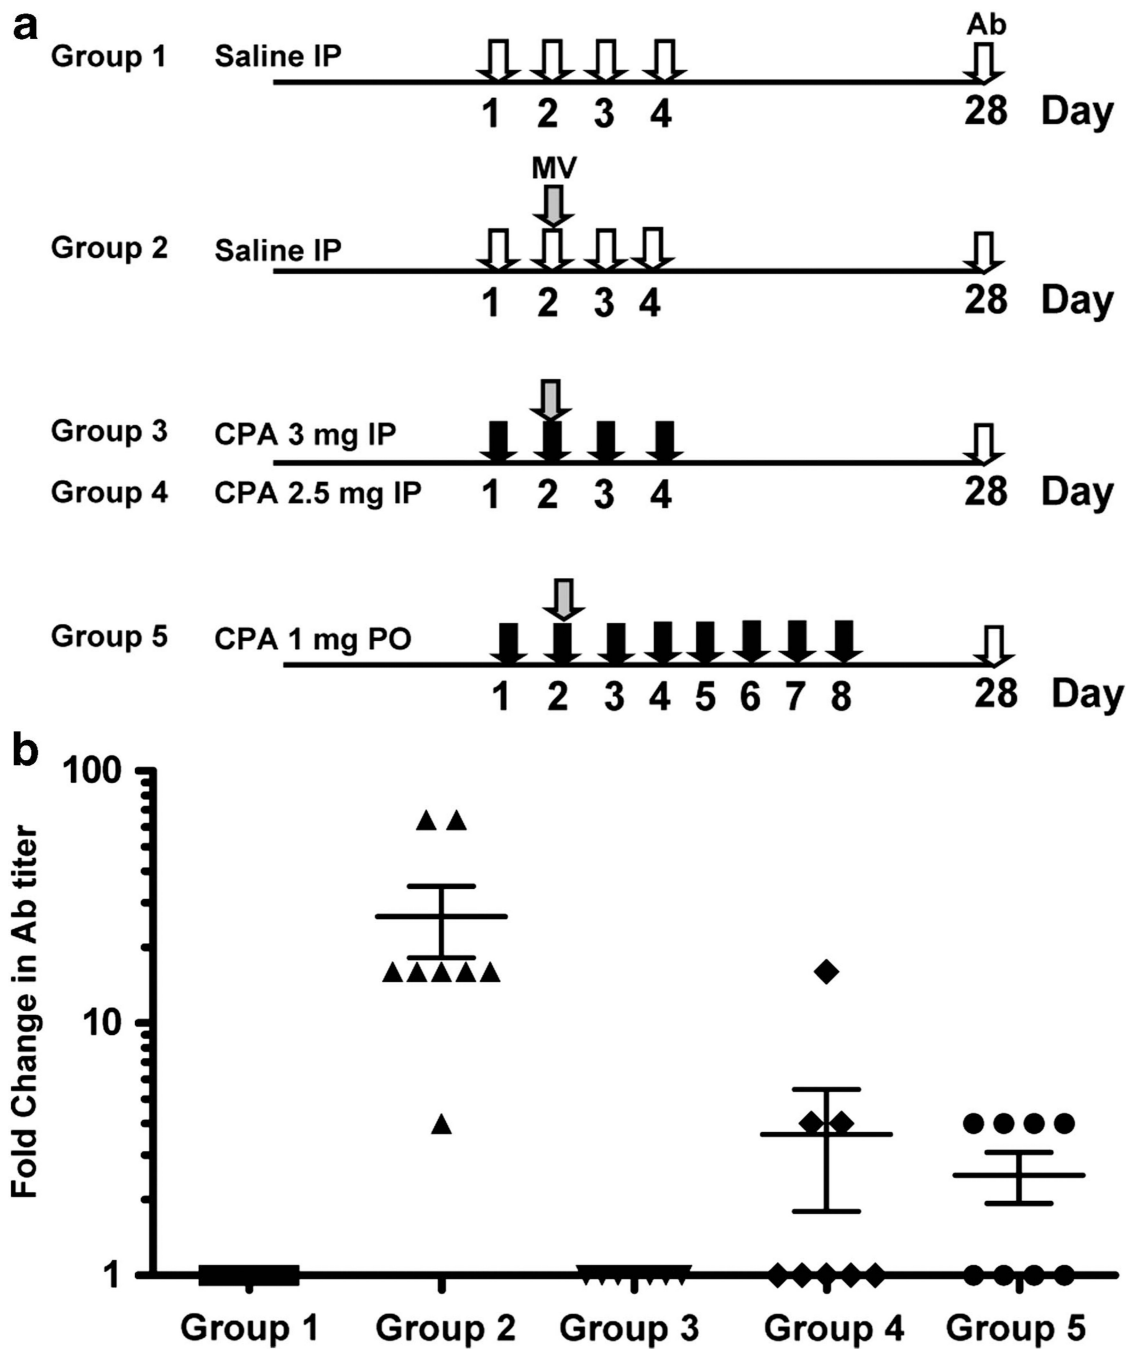 a
Ab
Group 1 Saline IP
1 2 3 4 28 Day
MV
Group 2 Saline IP
1 2 3 4 28 Day
Group 3 CPA 3 mg IP
Group 4 CPA 2.5 mg IP 1 2 3 4 28 Day
Group 5 CPA 1 mg PO
1 2 3 4 5 6 7 8 28 Day
b
Fold Change in Ab titer
100
10
1
Group 1 Group 2 Group 3 Group 4 Group 5